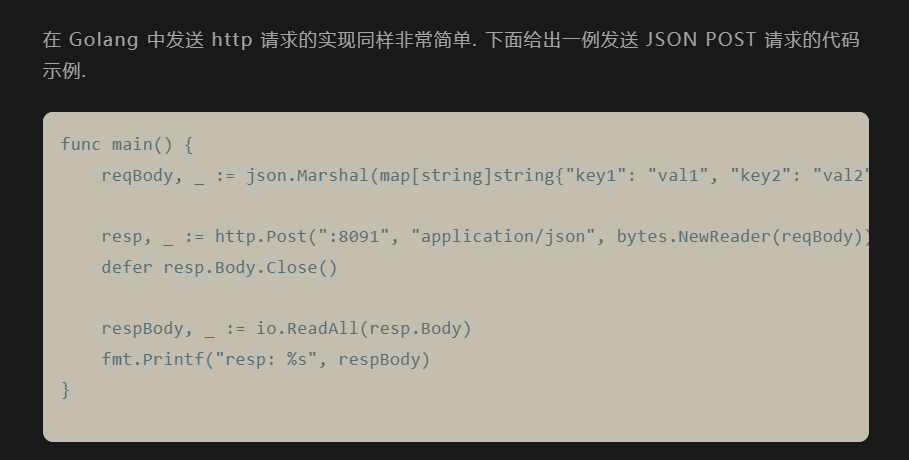 在 Golang 中发送 http 请求的实现同样非常简单. 下面给出一例发送 JSON POST 请求的代码
示例.
func main() {
    reqBody, _ := json.Marshal(map[string]string{"key1": "val1", "key2": "val2"
    resp, _ := http.Post(":8091", "application/json", bytes.NewReader(reqBody))
    defer resp.Body.Close()
    respBody, _ := io.ReadAll(resp.Body)
    fmt.Printf("resp: %s", respBody)
}